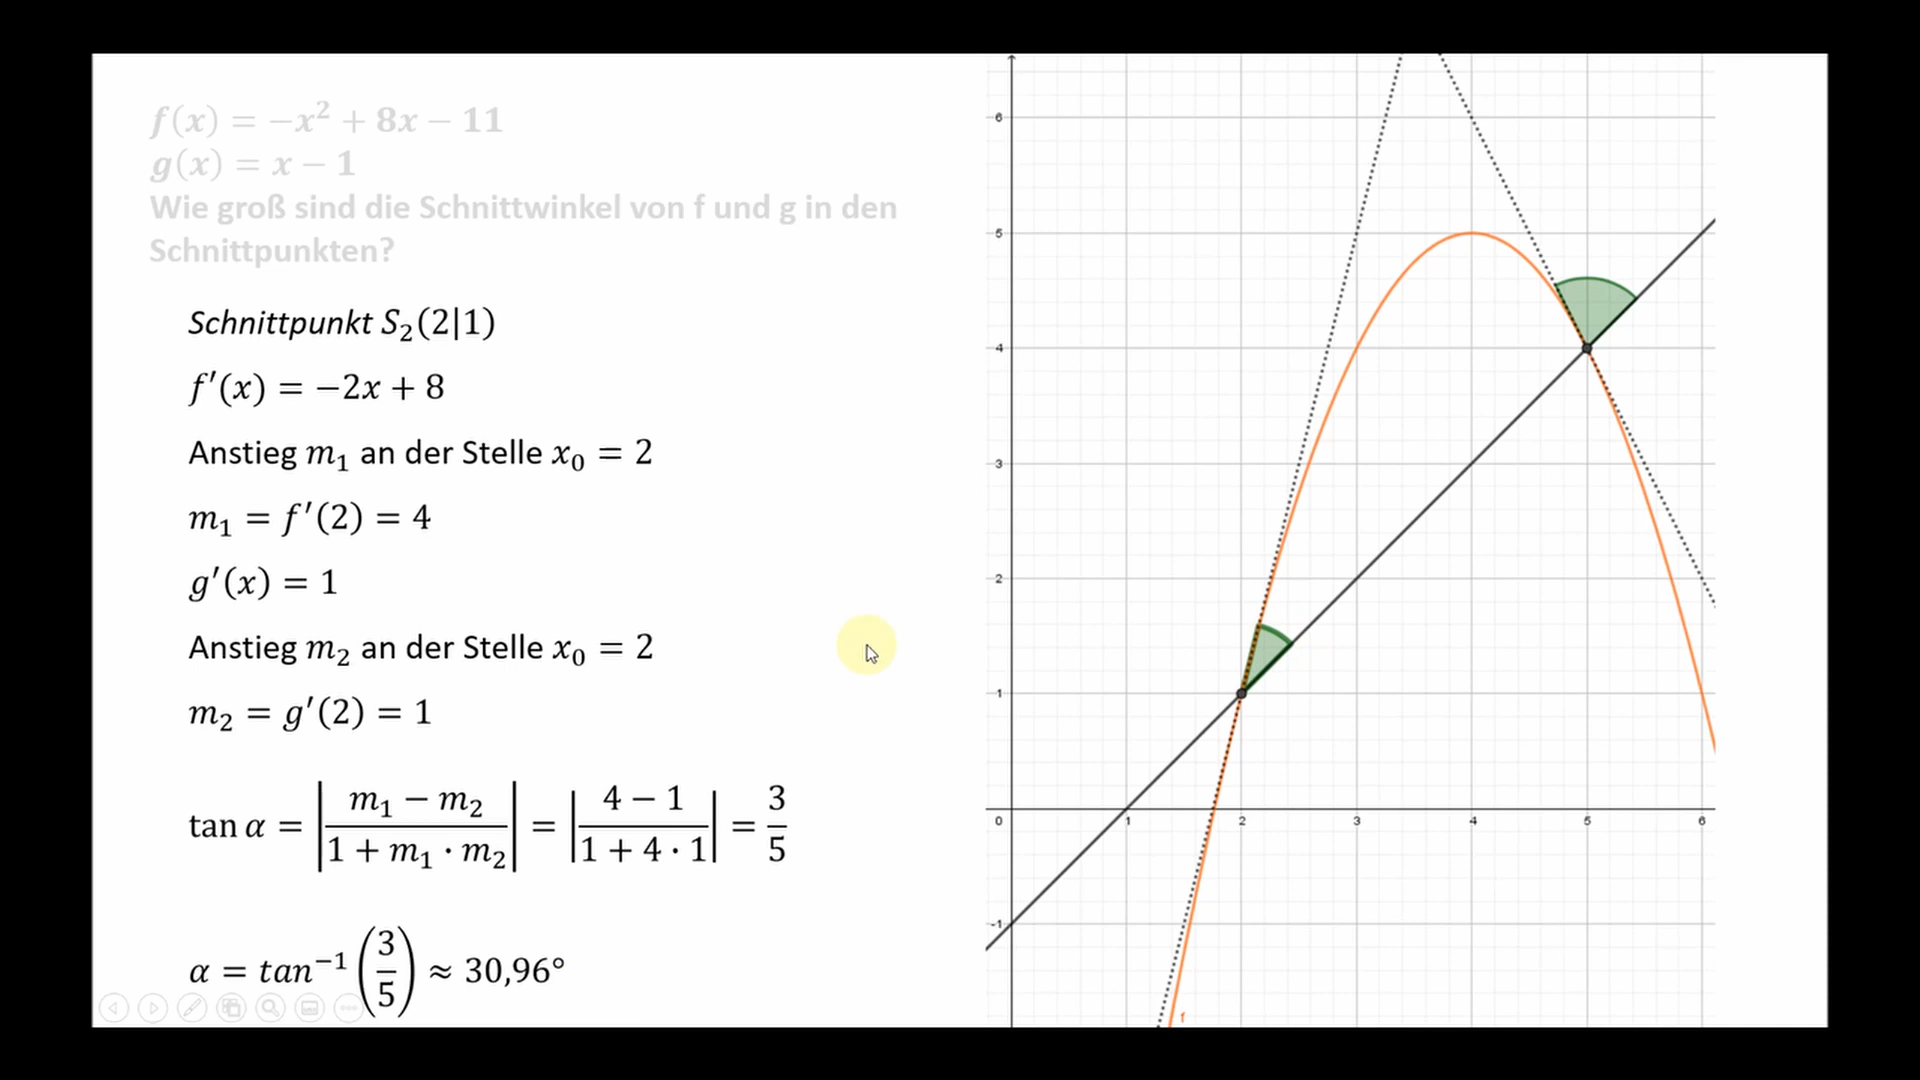 f(x) = −x² + 8x − 11
g(x) = x − 1
Wie groß sind die Schnittwinkel von f und g in den
Schnittpunkten?
Schnittpunkt S₂(2|1)
f′(x) = −2x + 8
Anstieg m₁ an der Stelle x₀ = 2
m₁ = f′(2) = 4
g′(x) = 1
Anstieg m₂ an der Stelle x₀ = 2
m₂ = g′(2) = 1
tan α = |(m₁ − m₂)/(1 + m₁ · m₂)| = |(4 − 1)/(1 + 4 · 1)| = 3/5
α = tan⁻¹(3/5) ≈ 30,96°
6
5
4
3
2
1
0 1 2 3 4 5 6
-1
f